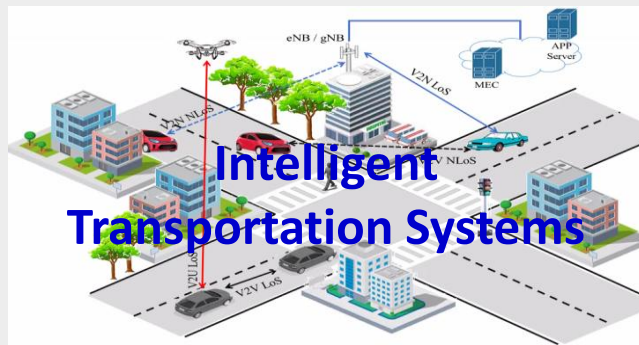 eNB / gNB
APP
Server
MEC
V2N LoS
V2N NLoS
V NLoS
Intelligent
Transportation Systems
V2U LoS
V2V LoS